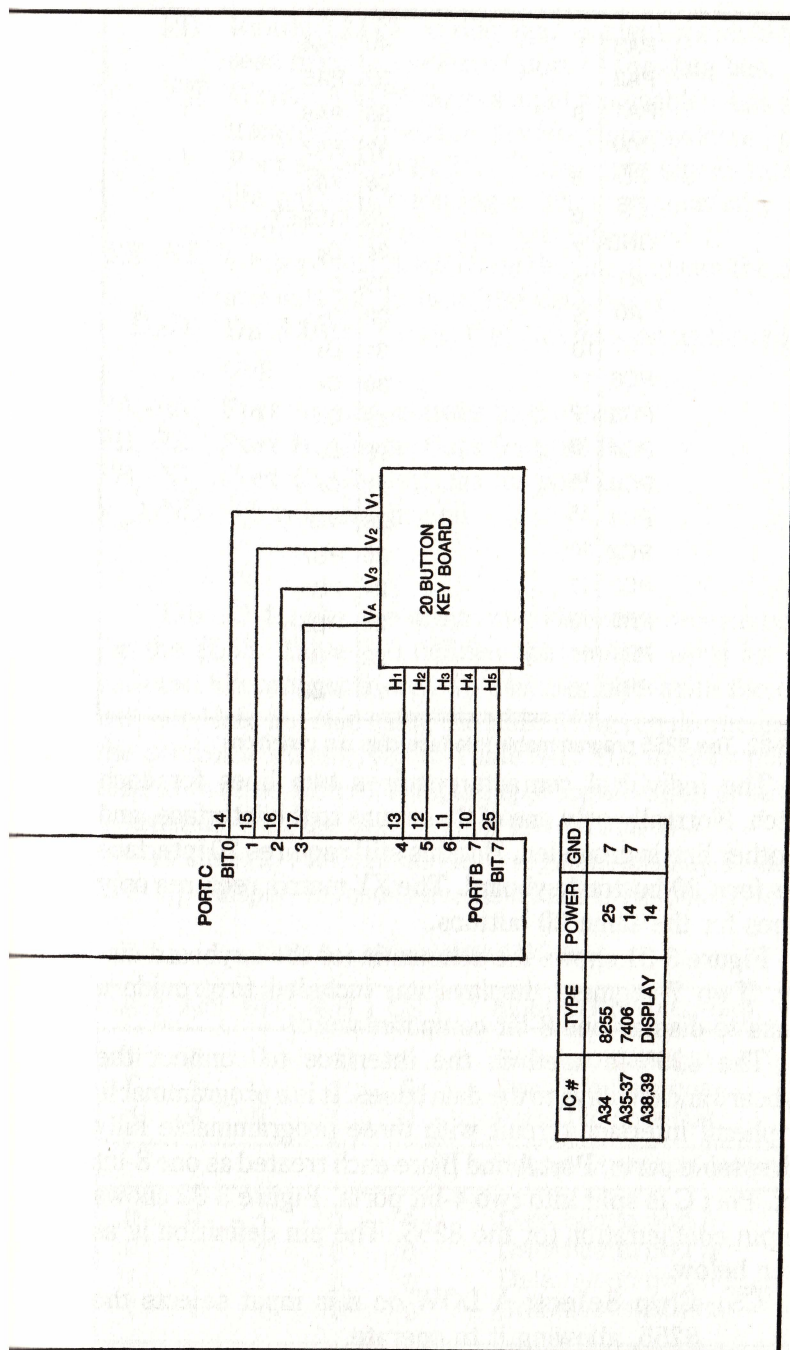 PORT C
BIT 0 14
1 15
2 16
3 17
V₁
V₂
V₃
VA
20 BUTTON
KEY BOARD
4 13 H₁
5 12 H₂
6 11 H₃
PORT B 7 10 H₄
BIT 7 25 H₅
IC # TYPE POWER GND
A34 8255 25 7
A35-37 7406 14 7
A38,39 DISPLAY 14